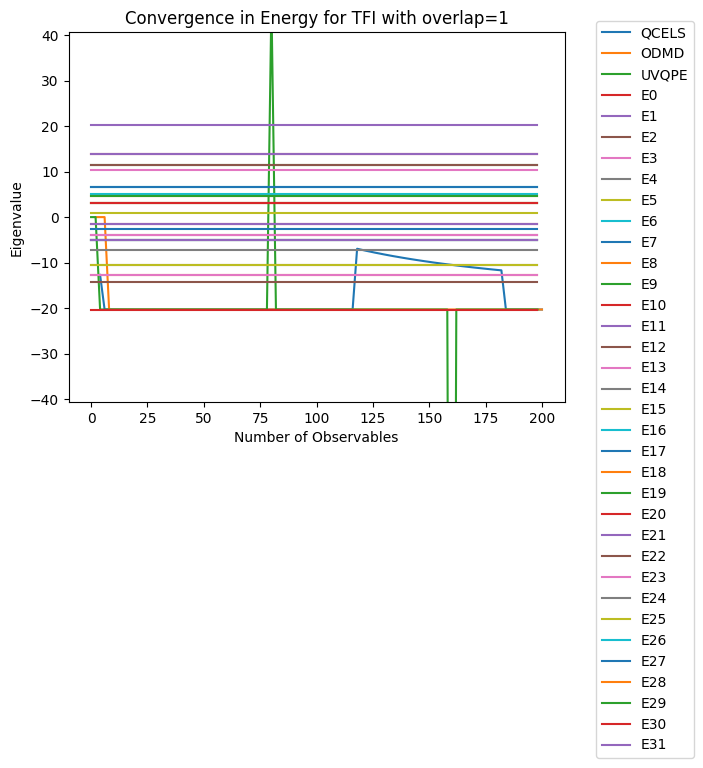 Convergence in Energy for TFI with overlap=1
Eigenvalue
40
30
20
10
0
−10
−20
−30
−40
0 25 50 75 100 125 150 175 200
Number of Observables
QCELS
ODMD
UVQPE
E0
E1
E2
E3
E4
E5
E6
E7
E8
E9
E10
E11
E12
E13
E14
E15
E16
E17
E18
E19
E20
E21
E22
E23
E24
E25
E26
E27
E28
E29
E30
E31